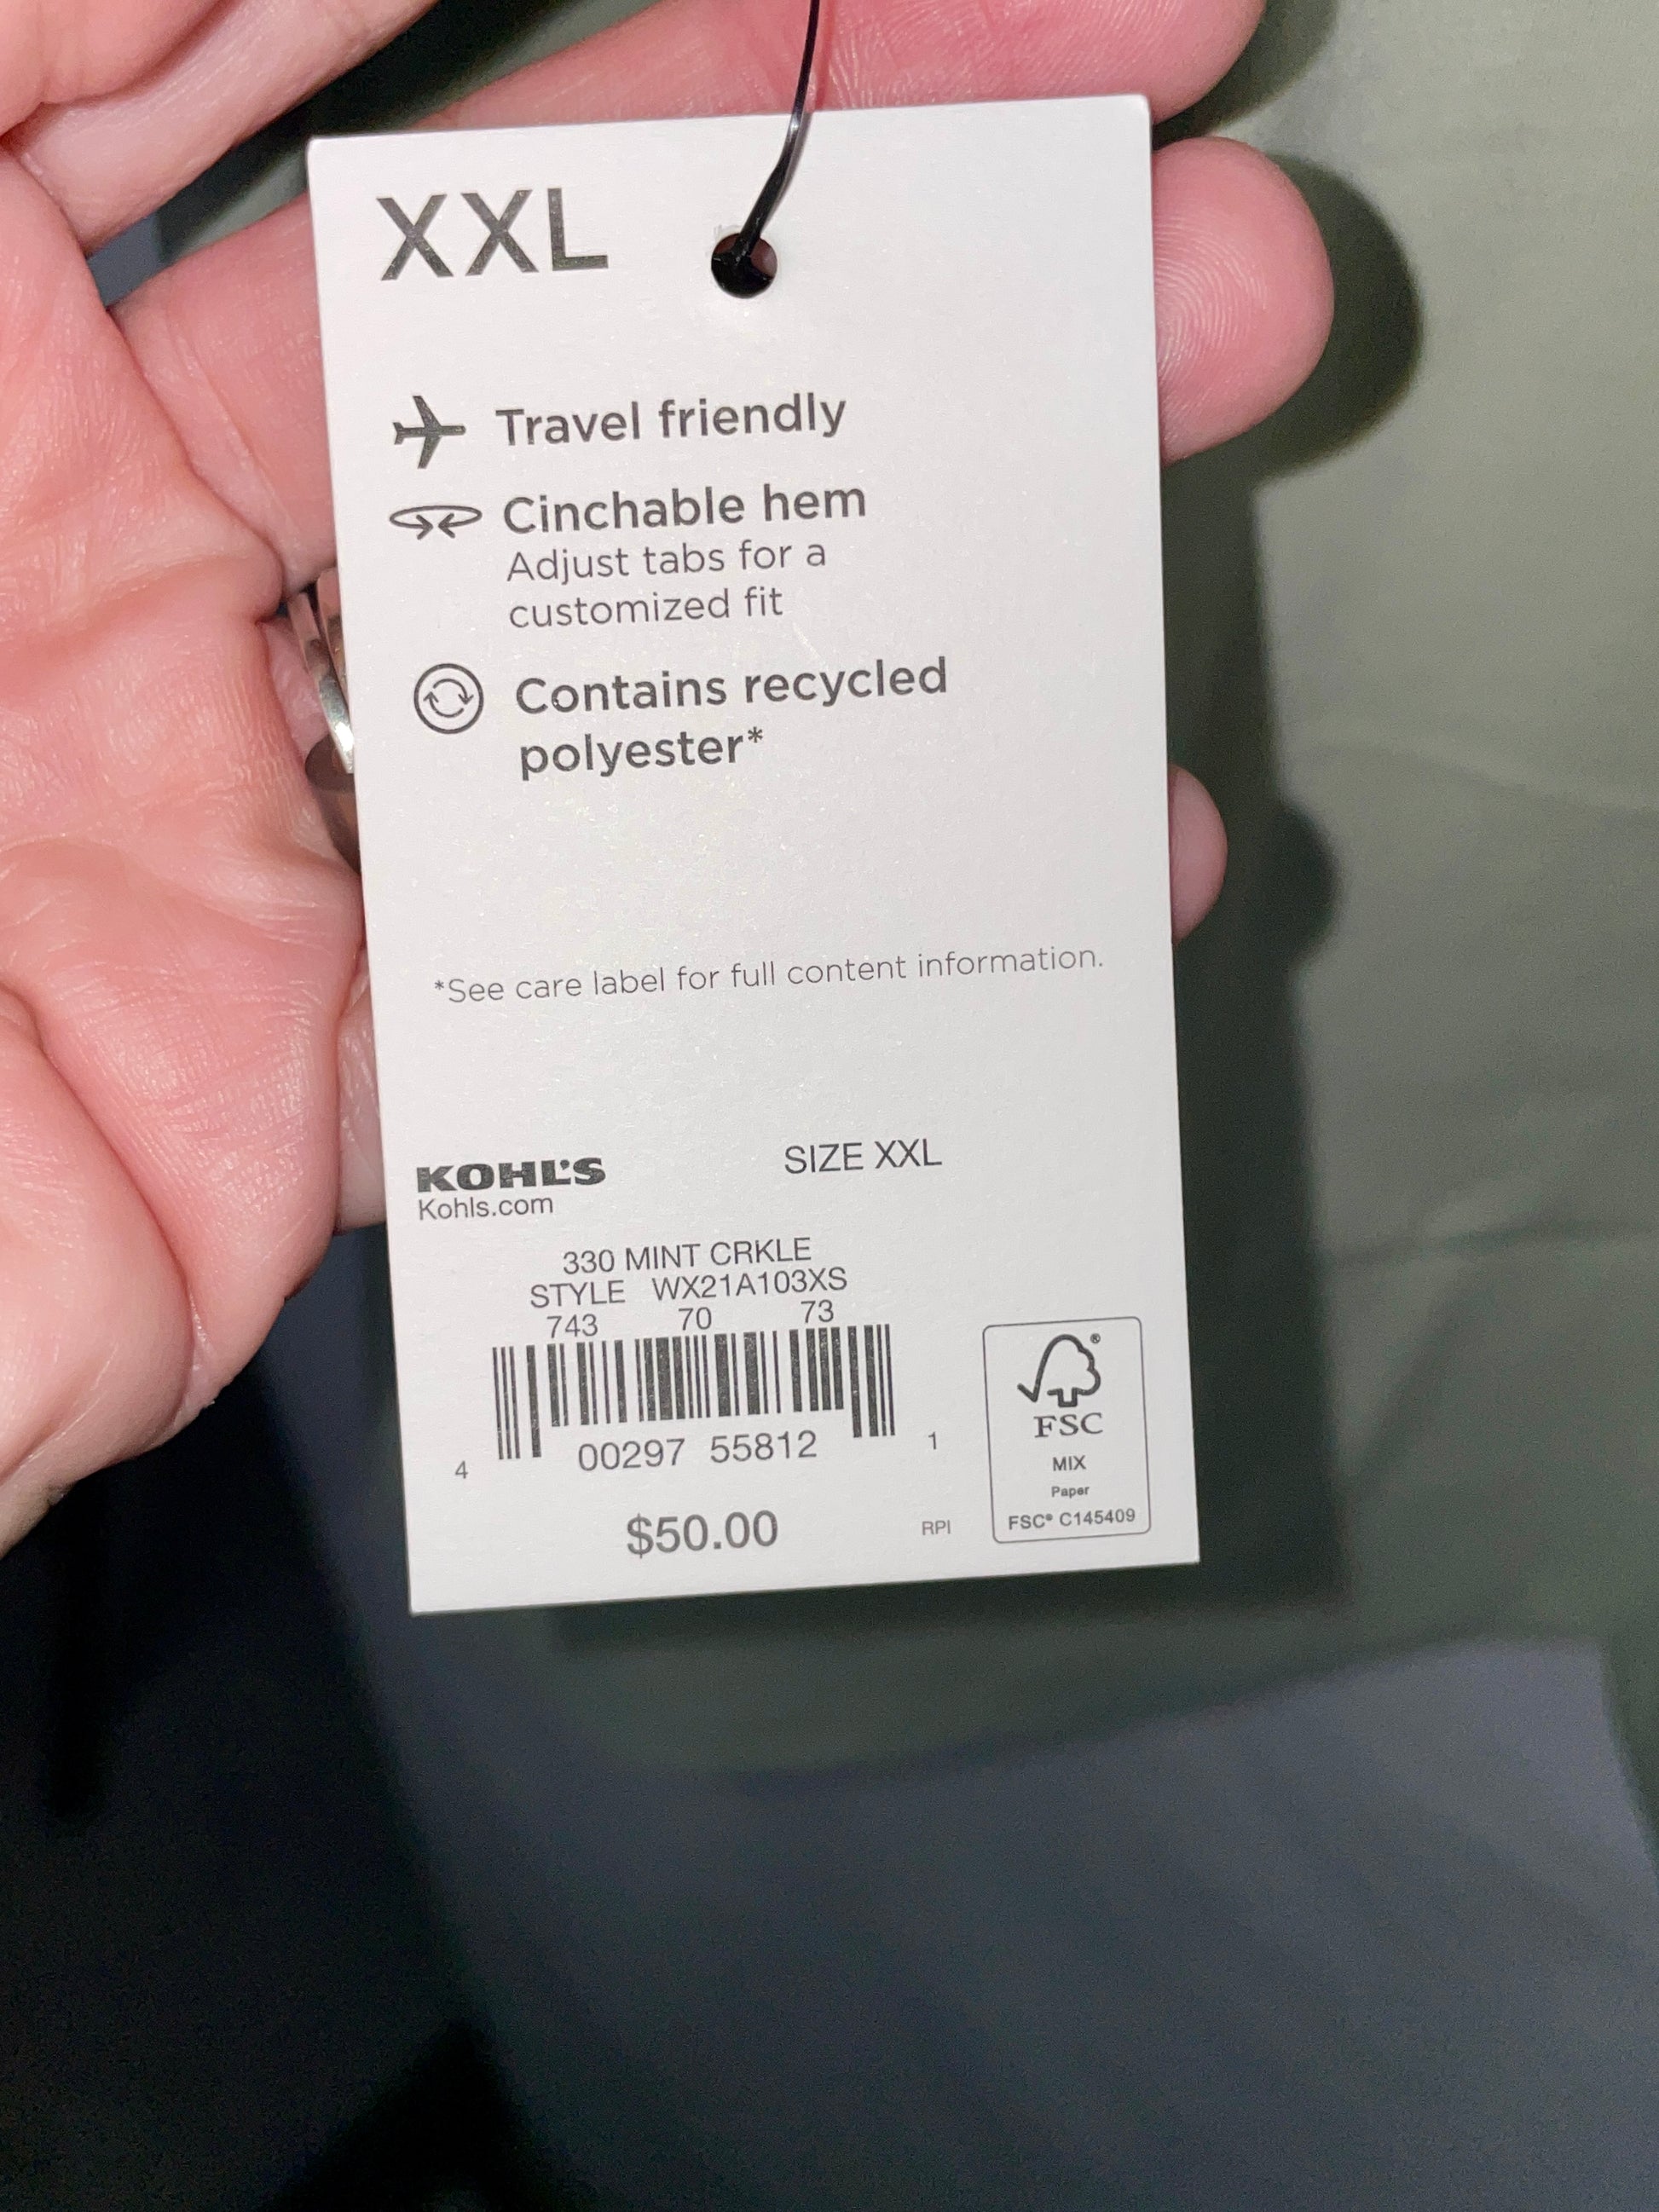 XXL
Travel friendly
Cinchable hem
Adjust tabs for a
customized fit
Contains recycled
polyester*
*See care label for full content information.
KOHL'S
Kohls.com
SIZE XXL
330 MINT CRKLE
STYLE WX21A103XS
743 70 73
4 00297 55812 1
$50.00
RPI
®
FSC
MIX
Paper
FSC® C145409